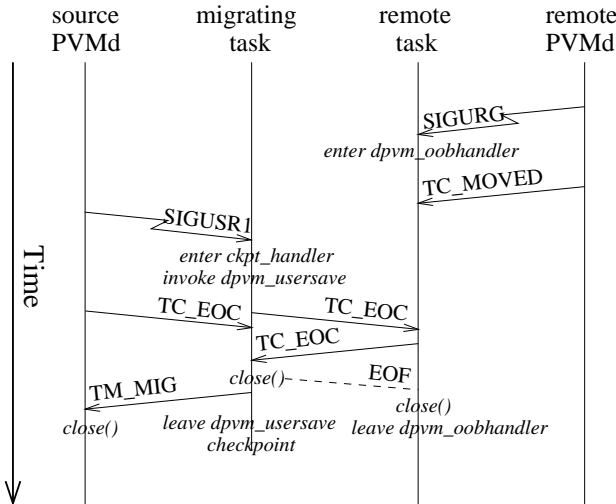 source migrating remote remote
PVMd task task PVMd
SIGURG
enter dpvm_oobhandler
TC_MOVED
SIGUSR1
enter ckpt_handler
invoke dpvm_usersave
Time
TC_EOC TC_EOC
TC_EOC
close() EOF
TM_MIG
close()
close() leave dpvm_usersave leave dpvm_oobhandler
checkpoint